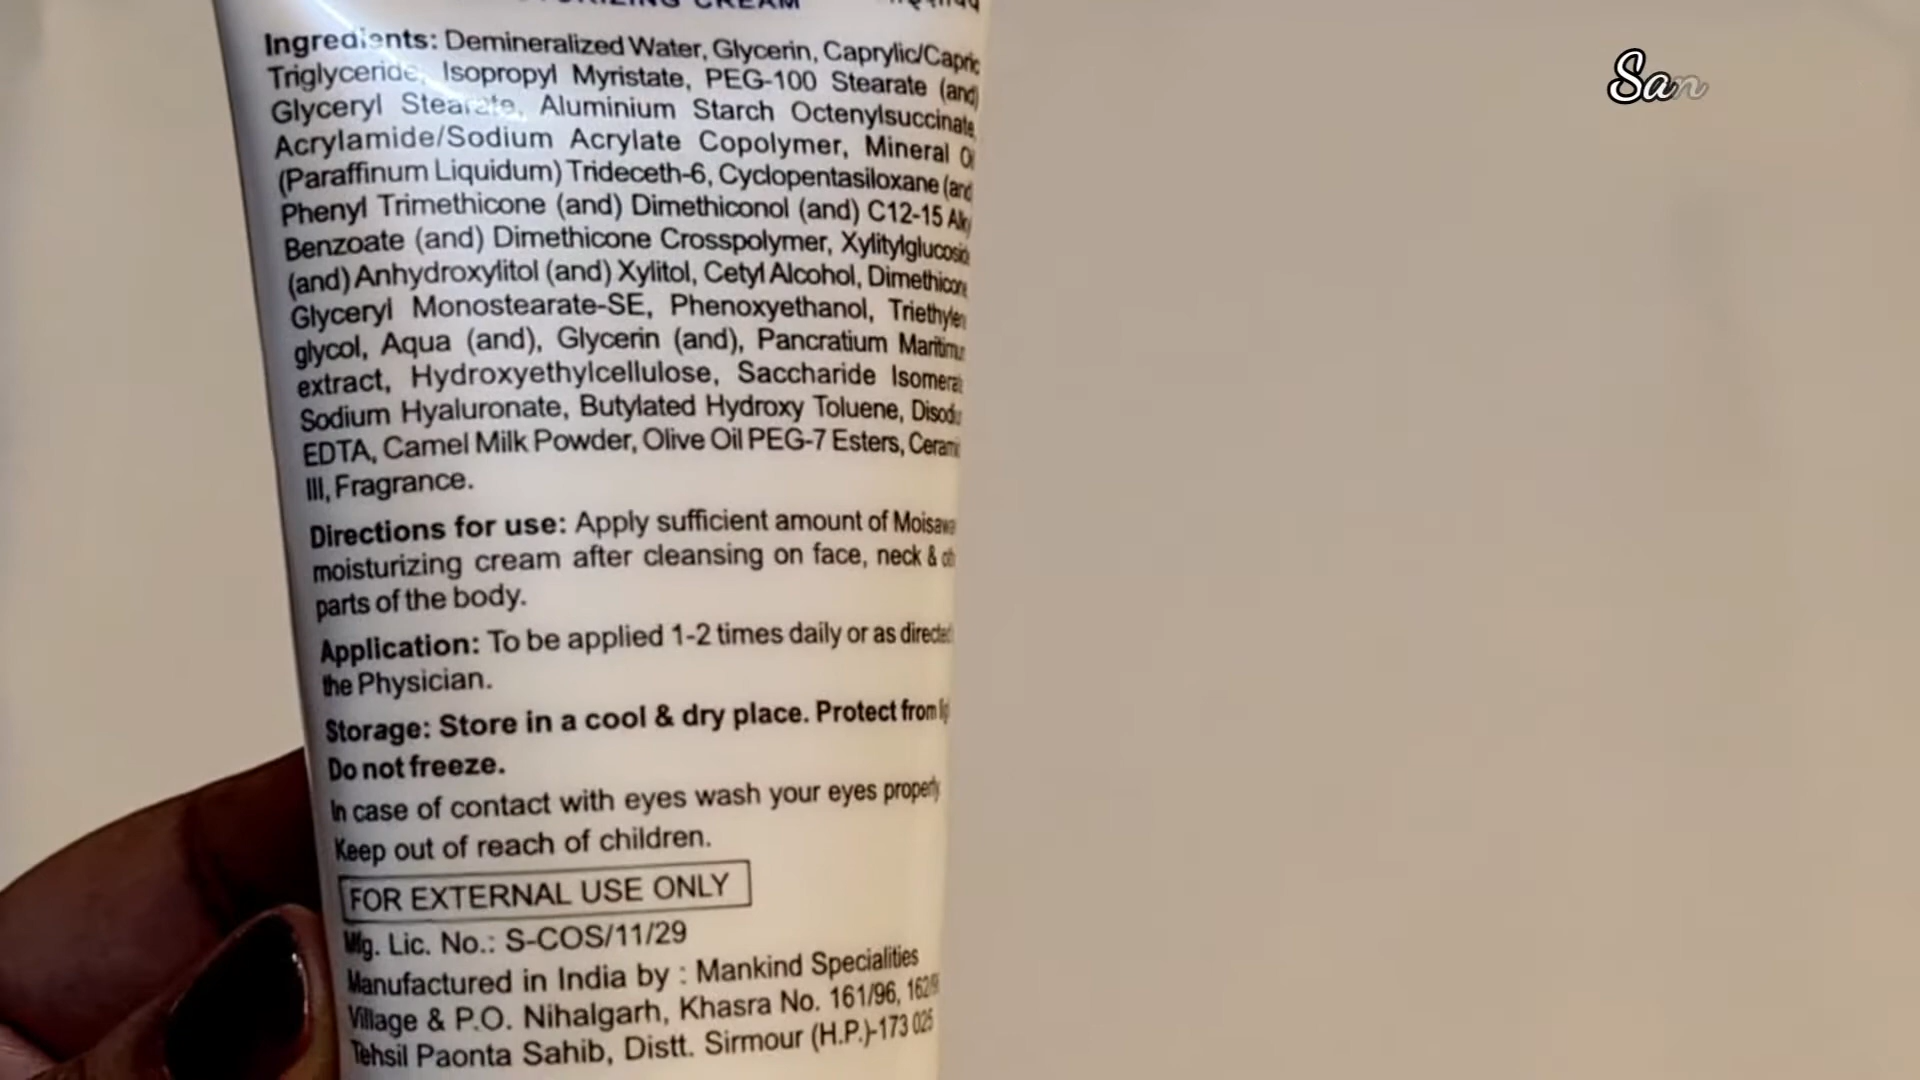 CREAM
San
Ingredients: Demineralized Water, Glycerin, Caprylic/Capric
Triglyceride, Isopropyl Myristate, PEG-100 Stearate (and)
Glyceryl Stearate, Aluminium Starch Octenylsuccinate
Acrylamide/Sodium Acrylate Copolymer, Mineral
(Paraffinum Liquidum) Trideceth-6, Cyclopentasiloxane (and
Phenyl Trimethicone (and) Dimethiconol (and) C12-15
Benzoate (and) Dimethicone Crosspolymer,
(and) Anhydroxylitol (and) Xylitol, Cetyl Alcohol, Dimethicone
Glyceryl Monostearate-SE, Phenoxyethanol,
glycol, Aqua (and), Glycerin (and), Pancratium
extract, Hydroxyethylcellulose, Saccharide
Sodium Hyaluronate, Butylated Hydroxy Toluene,
EDTA, Camel Milk Powder, Olive Oil PEG-7 Esters,
III, Fragrance.
Directions for use: Apply sufficient amount of
moisturizing cream after cleansing on face, neck &
parts of the body.
Application: To be applied 1-2 times daily or as directed
the Physician.
Storage: Store in a cool & dry place. Protect from
Do not freeze.
In case of contact with eyes wash your eyes properly
Keep out of reach of children.
FOR EXTERNAL USE ONLY
Mfg. Lic. No.: S-COS/11/29
Manufactured in India by : Mankind Specialities
Village & P.O. Nihalgarh, Khasra No. 161/96,
Tehsil Paonta Sahib, Distt. Sirmour (H.P.)-173 025